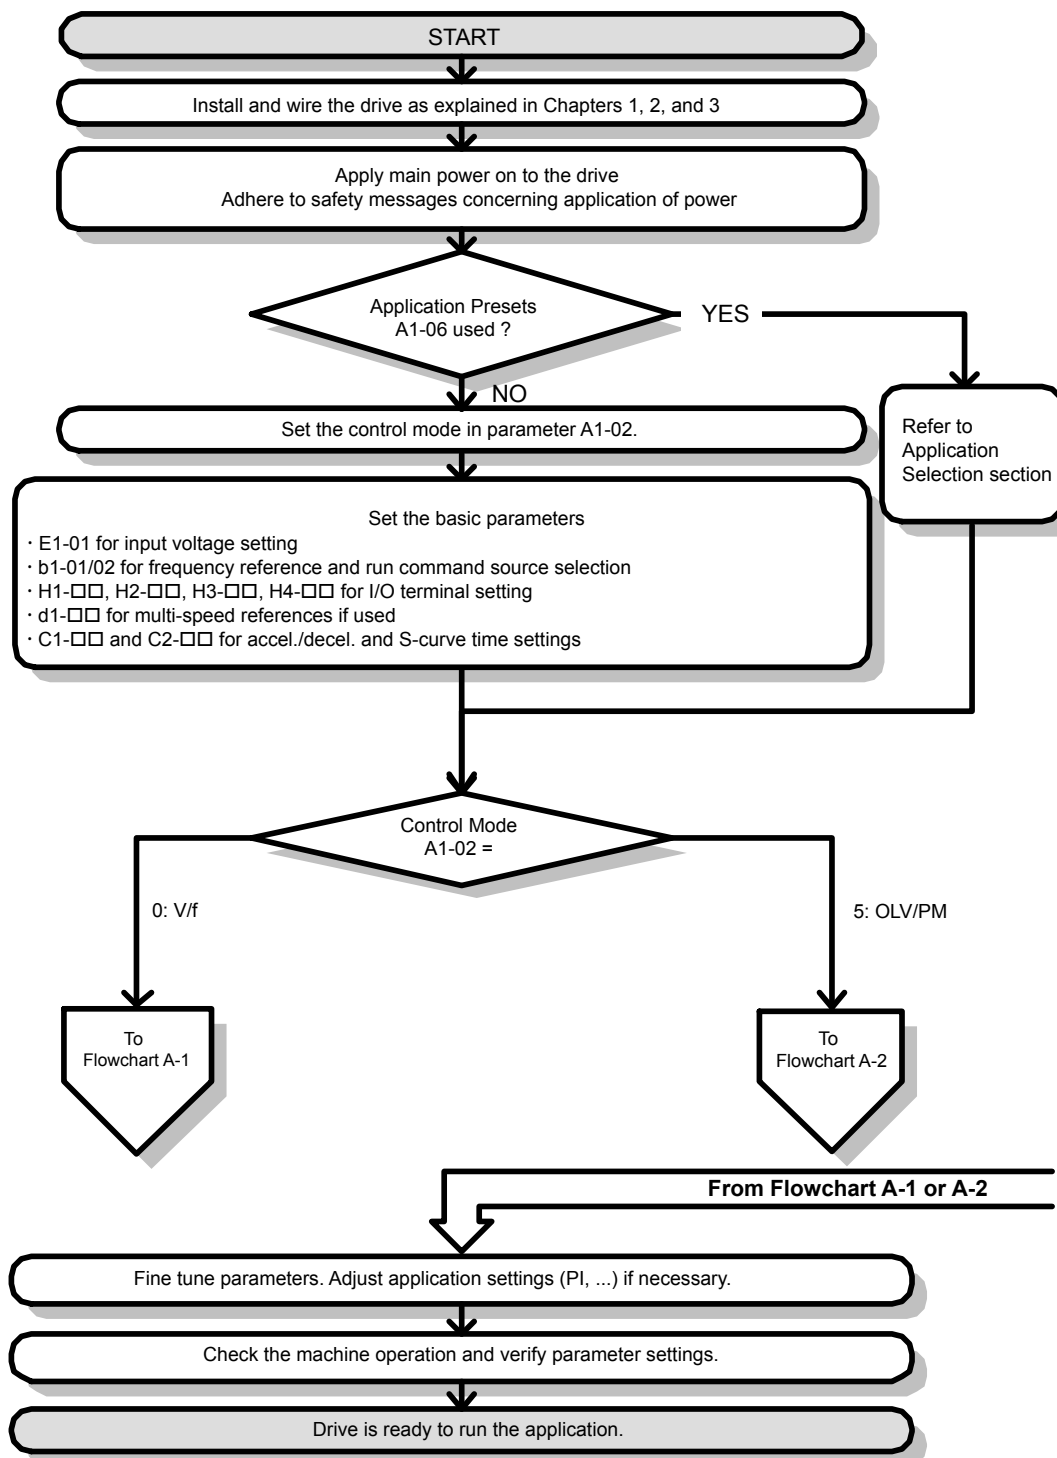 START
Install and wire the drive as explained in Chapters 1, 2, and 3
Apply main power on to the drive
Adhere to safety messages concerning application of power
Application Presets
A1-06 used ?
YES
NO
Set the control mode in parameter A1-02.
Refer to
Application
Selection section
Set the basic parameters
· E1-01 for input voltage setting
· b1-01/02 for frequency reference and run command source selection
· H1-□□, H2-□□, H3-□□, H4-□□ for I/O terminal setting
· d1-□□ for multi-speed references if used
· C1-□□ and C2-□□ for accel./decel. and S-curve time settings
Control Mode
A1-02 =
0: V/f
5: OLV/PM
To
Flowchart A-1
To
Flowchart A-2
From Flowchart A-1 or A-2
Fine tune parameters. Adjust application settings (PI, ...) if necessary.
Check the machine operation and verify parameter settings.
Drive is ready to run the application.